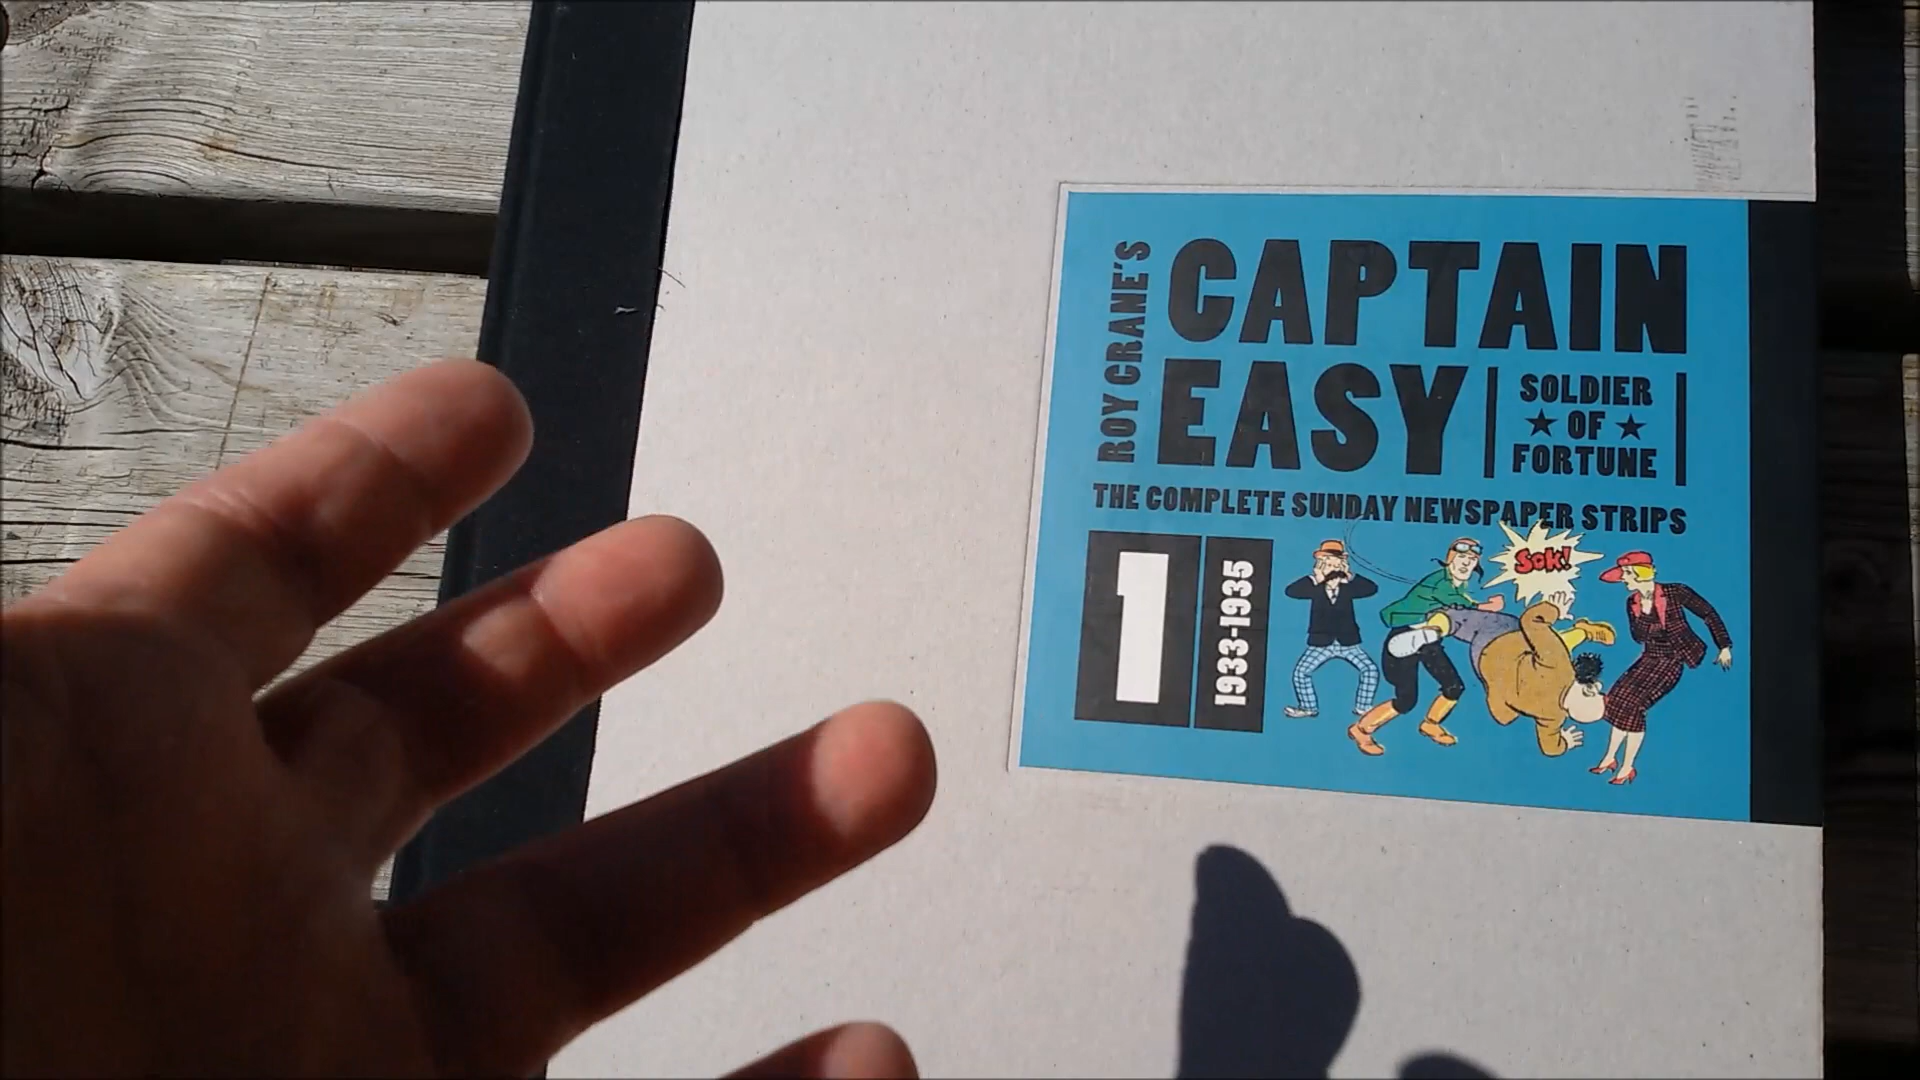 ROY CRANE'S
CAPTAIN
EASY
SOLDIER
★ OF ★
FORTUNE
THE COMPLETE SUNDAY NEWSPAPER STRIPS
1
1933-1935
SOK!